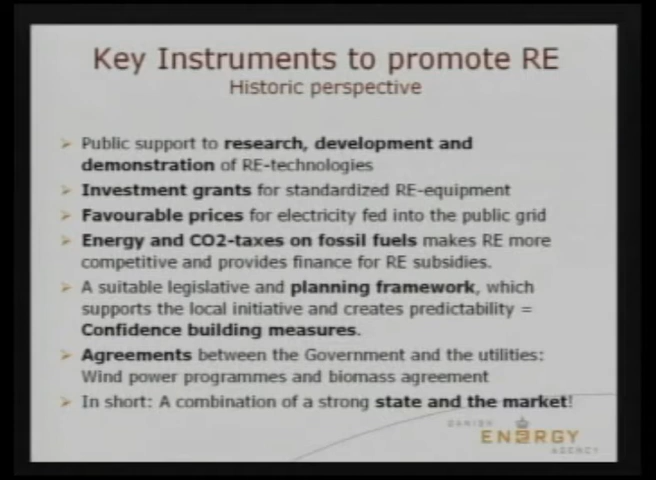 Key Instruments to promote RE
Historic perspective
➢ Public support to research, development and
demonstration of RE-technologies
➢ Investment grants for standardized RE-equipment
➢ Favourable prices for electricity fed into the public grid
➢ Energy and CO2-taxes on fossil fuels makes RE more
competitive and provides finance for RE subsidies.
➢ A suitable legislative and planning framework, which
supports the local initiative and creates predictability =
Confidence building measures.
➢ Agreements between the Government and the utilities:
Wind power programmes and biomass agreement
➢ In short: A combination of a strong state and the market!
DANISH
ENERGY
AGENCY